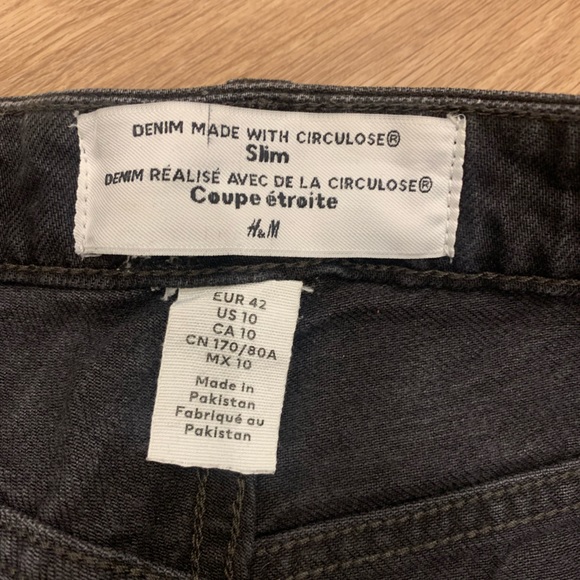 DENIM MADE WITH CIRCULOSE®
Slim
DENIM RÉALISÉ AVEC DE LA CIRCULOSE®
Coupe étroite
H&M
EUR 42
US 10
CA 10
CN 170/80A
MX 10
Made in
Pakistan
Fabriqué au
Pakistan